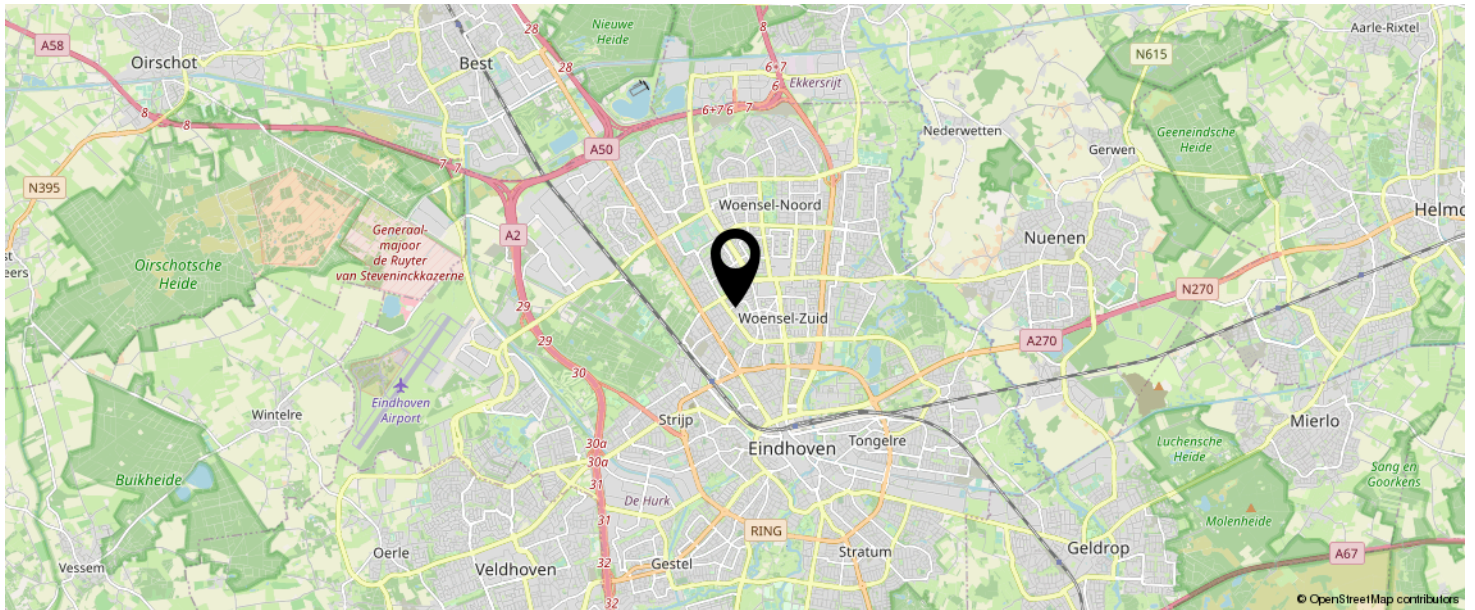 Nieuwe
Heide
28
8
Aarle-Rixtel
A58
Oirschot
Best
28
6+7
6
Ekkersrijt
N615
8
8
6+7
6
7
A50
Nederwetten
Geeneindsche
Heide
Gerwen
7
7
N395
Woensel-Noord
Helmo
Generaal-
majoor
de Ruyter
van Steveninckkazerne
A2
Nuenen
Oirschotsche
Heide
N270
29
Woensel-Zuid
29
A270
30
Eindhoven
Airport
Wintelre
Strijp
Mierlo
30a
30a
Eindhoven
Tongelre
Luchensche
Heide
Buikheide
31
De Hurk
Sang en
Goorkens
31
RING
Molenheide
Oerle
Stratum
Geldrop
A67
Vessem
Veldhoven
32
Gestel
32
© OpenStreetMap contributors